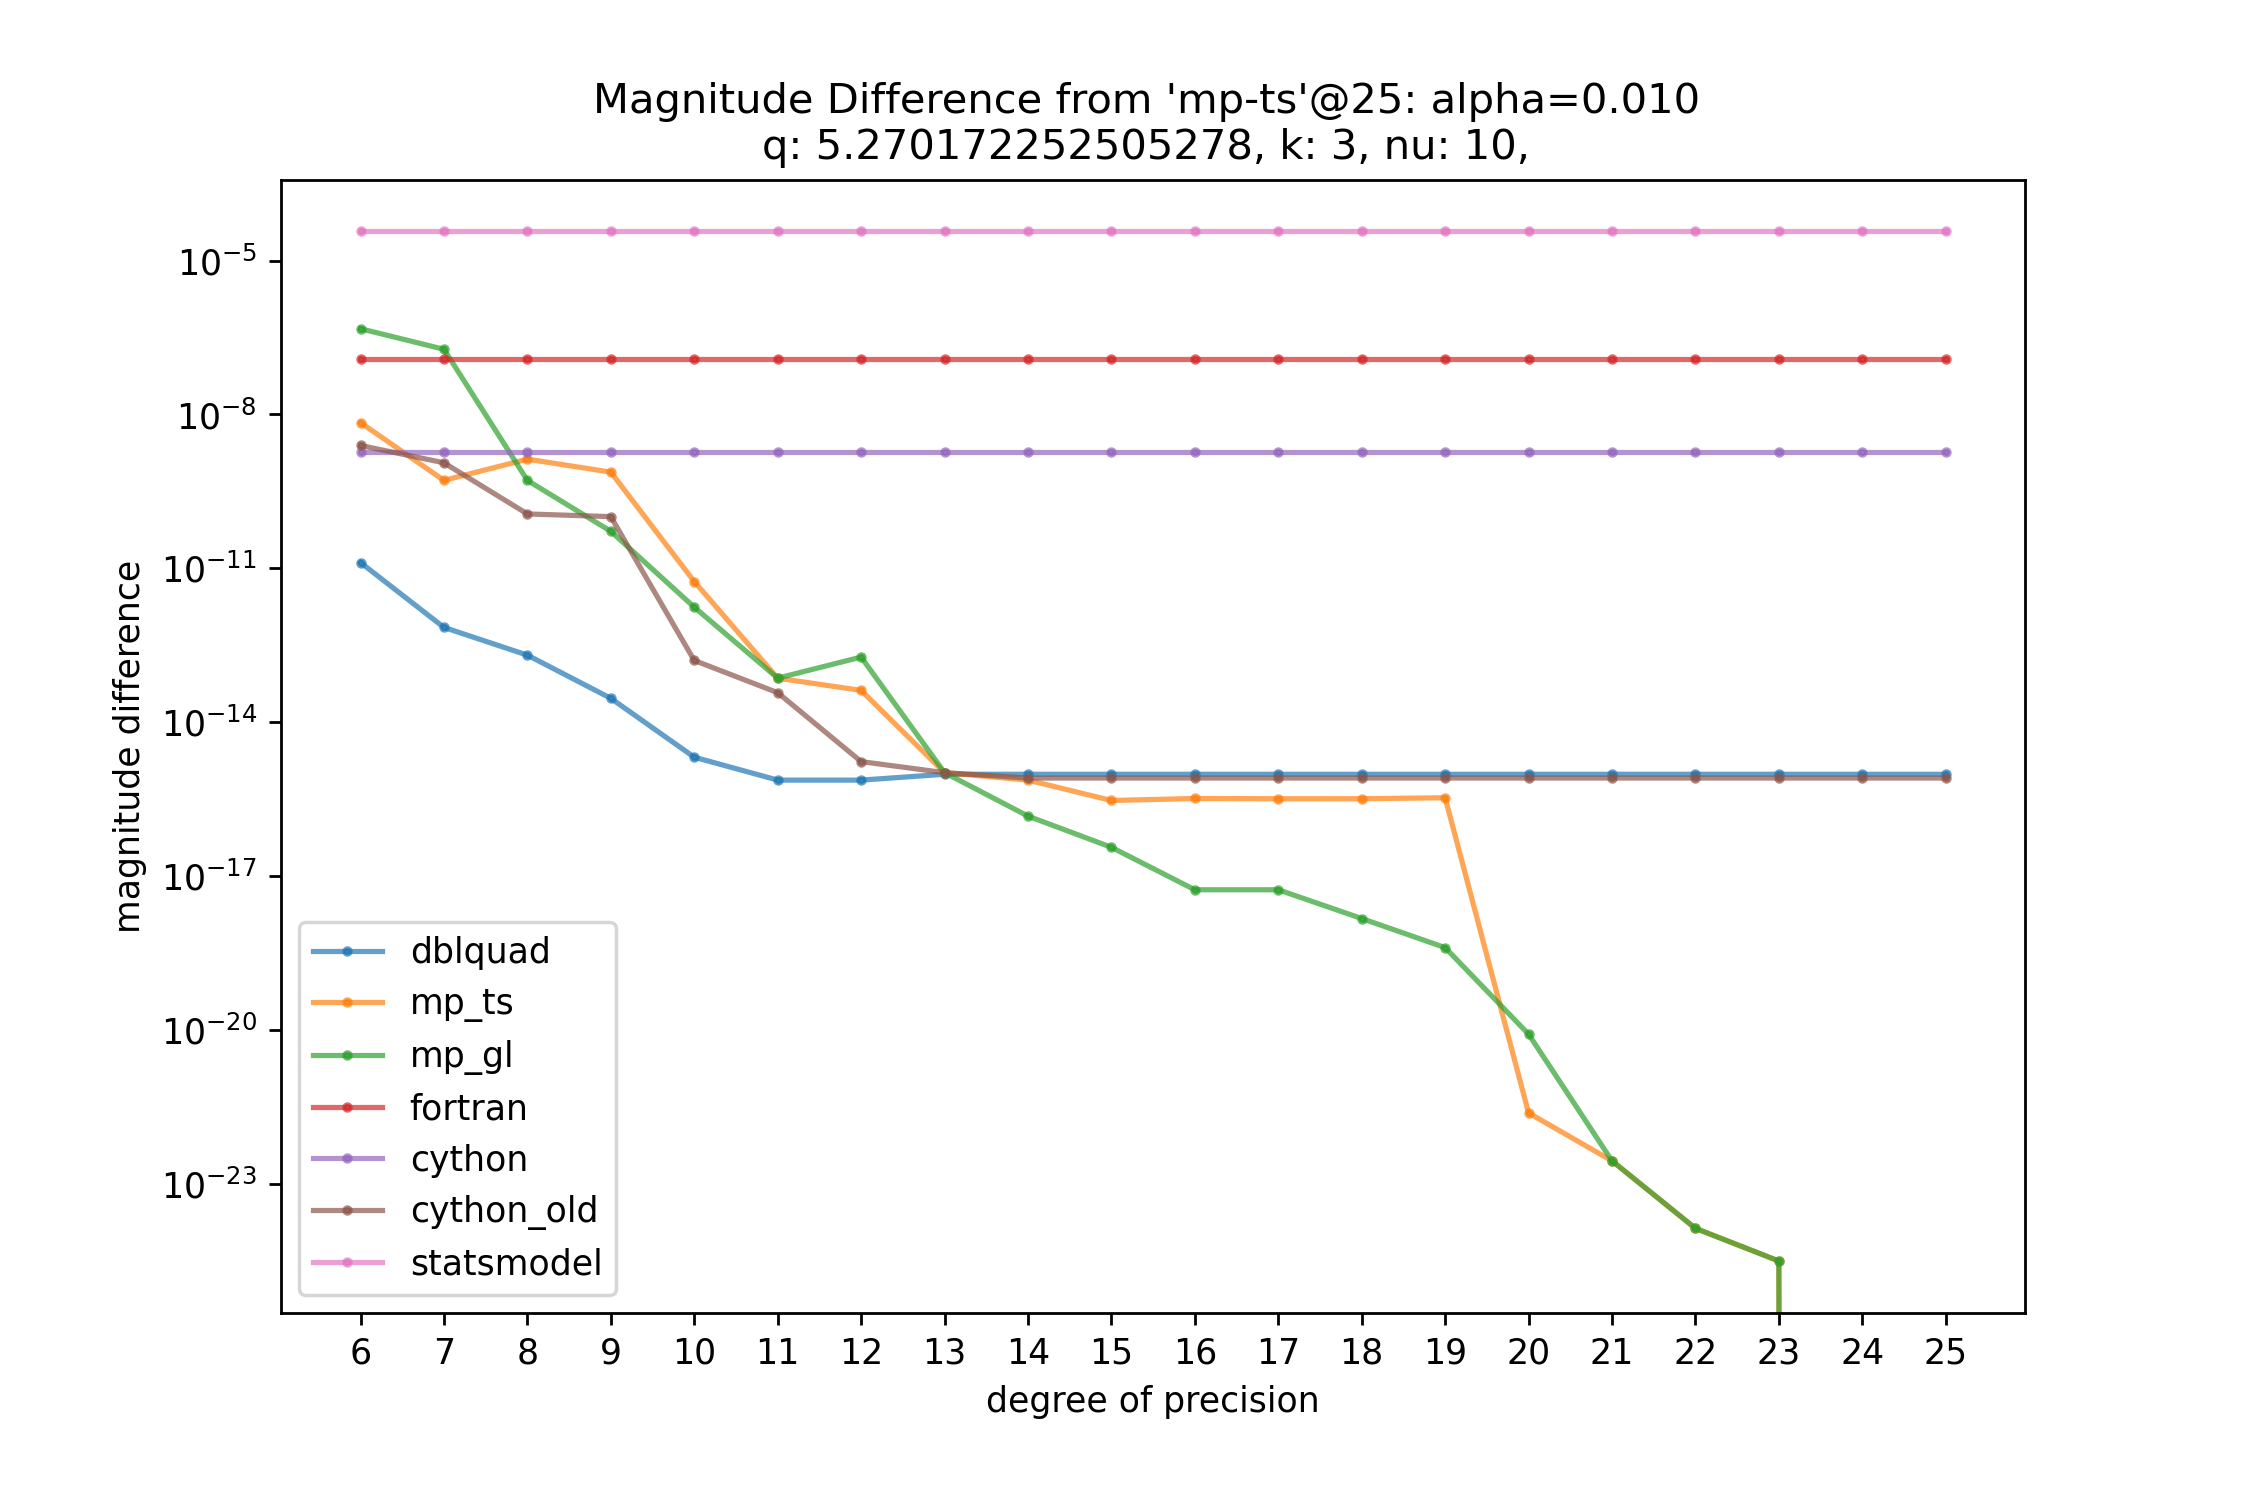 Magnitude Difference from 'mp-ts'@25: alpha=0.010
q: 5.270172252505278, k: 3, nu: 10,
magnitude difference
10⁻⁵
10⁻⁸
10⁻¹¹
10⁻¹⁴
10⁻¹⁷
10⁻²⁰
10⁻²³
dblquad
mp_ts
mp_gl
fortran
cython
cython_old
statsmodel
6 7 8 9 10 11 12 13 14 15 16 17 18 19 20 21 22 23 24 25
degree of precision